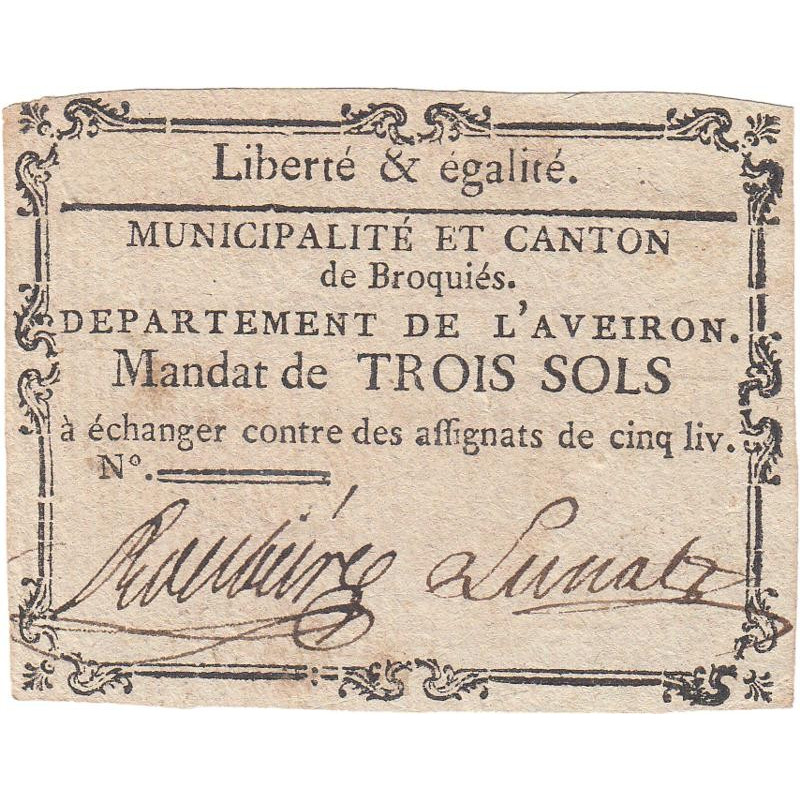 Liberté & égalité.
MUNICIPALITÉ ET CANTON
de Broquiés.
DEPARTEMENT DE L'AVEIRON.
Mandat de TROIS SOLS
à échanger contre des aſſignats de cinq liv.
N°.